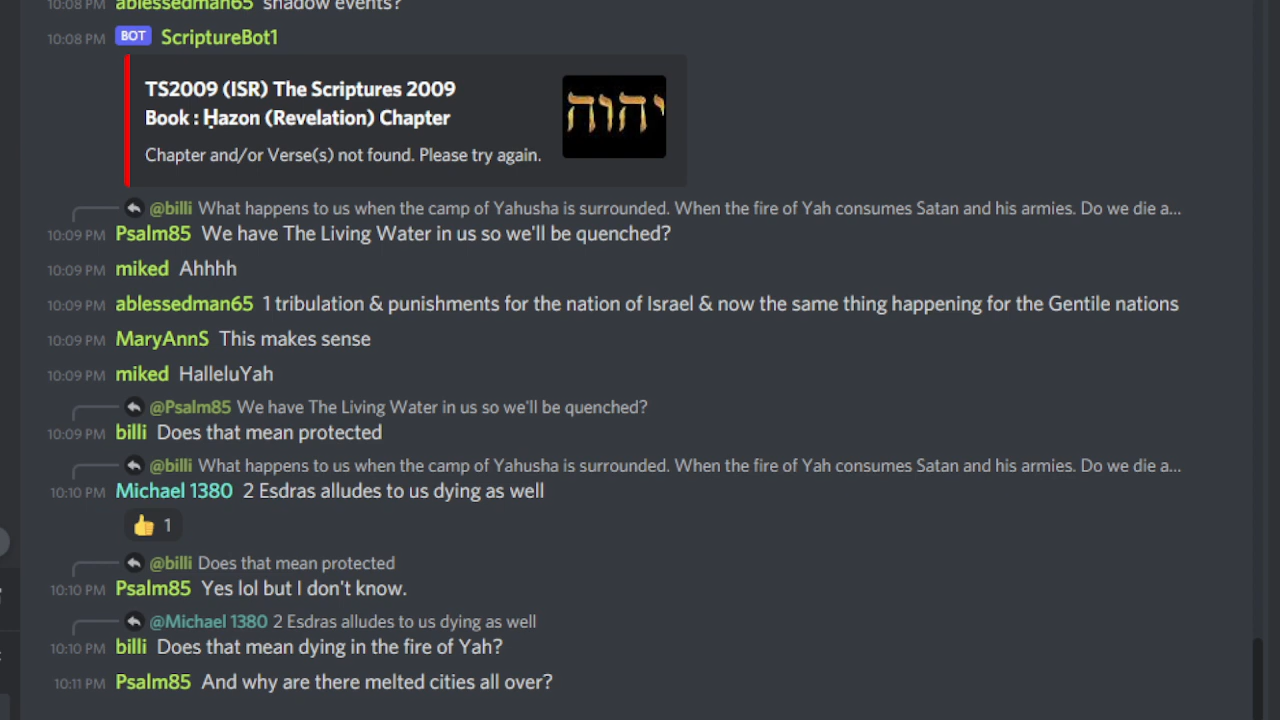 10:08 PM ablessedman65 shadow events?
10:08 PM BOT ScriptureBot1
TS2009 (ISR) The Scriptures 2009
Book : Ḥazon (Revelation) Chapter
יהוה
Chapter and/or Verse(s) not found. Please try again.
@billi What happens to us when the camp of Yahusha is surrounded. When the fire of Yah consumes Satan and his armies. Do we die a...
10:09 PM Psalm85 We have The Living Water in us so we'll be quenched?
10:09 PM miked Ahhhh
10:09 PM ablessedman65 1 tribulation & punishments for the nation of Israel & now the same thing happening for the Gentile nations
10:09 PM MaryAnnS This makes sense
10:09 PM miked HalleluYah
@Psalm85 We have The Living Water in us so we'll be quenched?
10:09 PM billi Does that mean protected
@billi What happens to us when the camp of Yahusha is surrounded. When the fire of Yah consumes Satan and his armies. Do we die a...
10:10 PM Michael 1380 2 Esdras alludes to us dying as well
👍 1
@billi Does that mean protected
10:10 PM Psalm85 Yes lol but I don't know.
@Michael 1380 2 Esdras alludes to us dying as well
10:10 PM billi Does that mean dying in the fire of Yah?
10:11 PM Psalm85 And why are there melted cities all over?